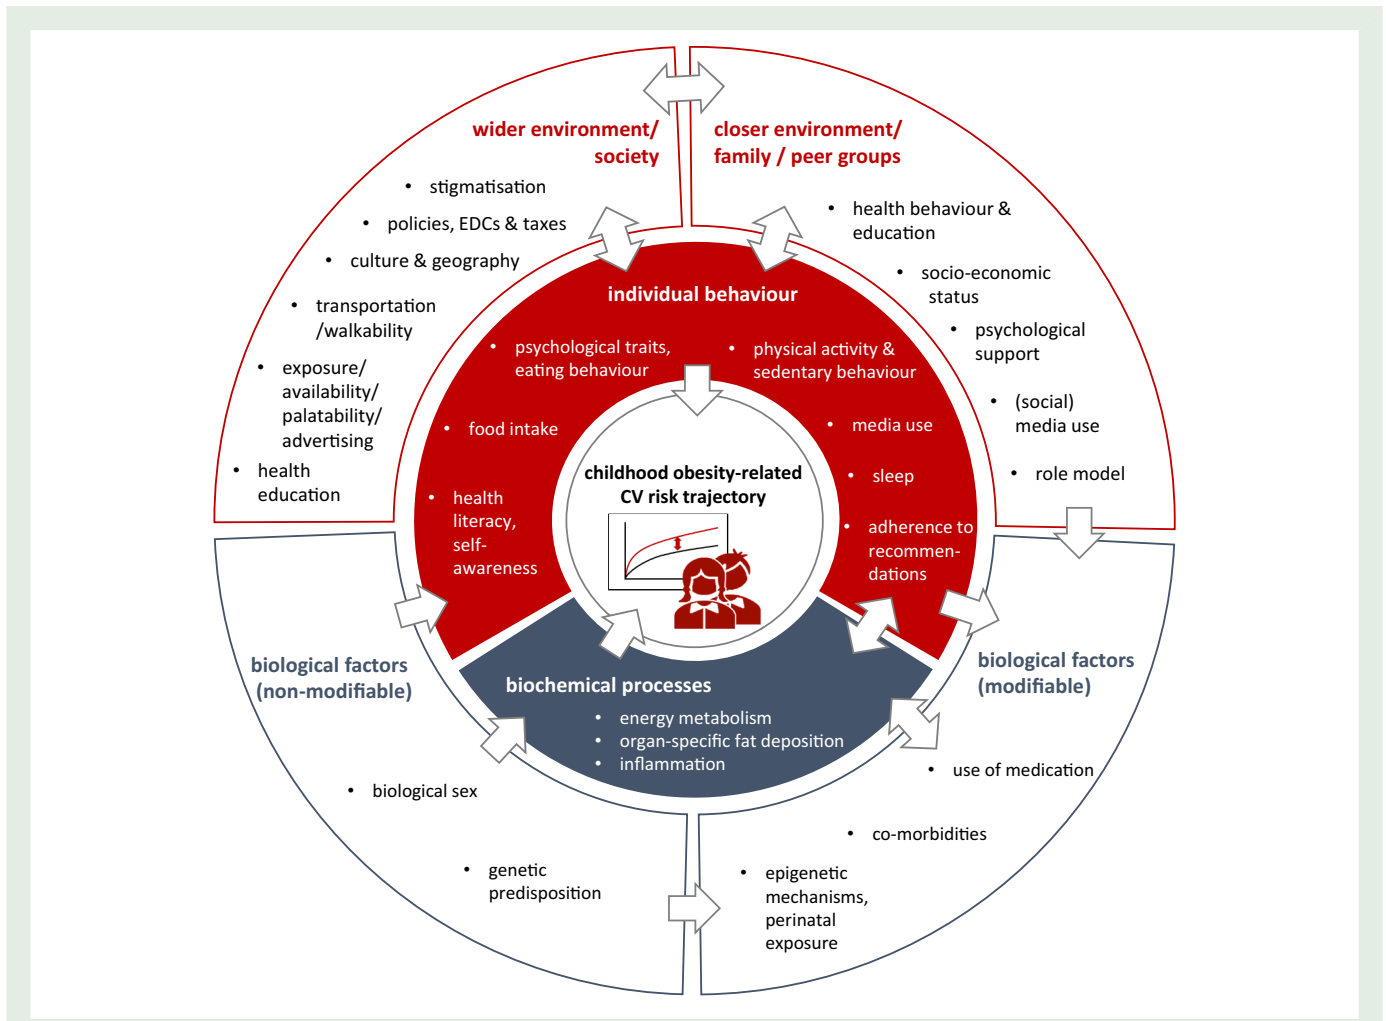 wider environment/
society
• stigmatisation
• policies, EDCs & taxes
• culture & geography
• transportation
/walkability
• exposure/
availability/
palatability/
advertising
• health
education
closer environment/
family / peer groups
• health behaviour &
education
• socio-economic
status
• psychological
support
• (social)
media use
• role model
individual behaviour
• psychological traits,
eating behaviour
• food intake
• health
literacy,
self-
awareness
• physical activity &
sedentary behaviour
• media use
• sleep
• adherence to
recommen-
dations
childhood obesity-related
CV risk trajectory
biochemical processes
• energy metabolism
• organ-specific fat deposition
• inflammation
biological factors
(non-modifiable)
• biological sex
• genetic
predisposition
biological factors
(modifiable)
• use of medication
• co-morbidities
• epigenetic
mechanisms,
perinatal
exposure